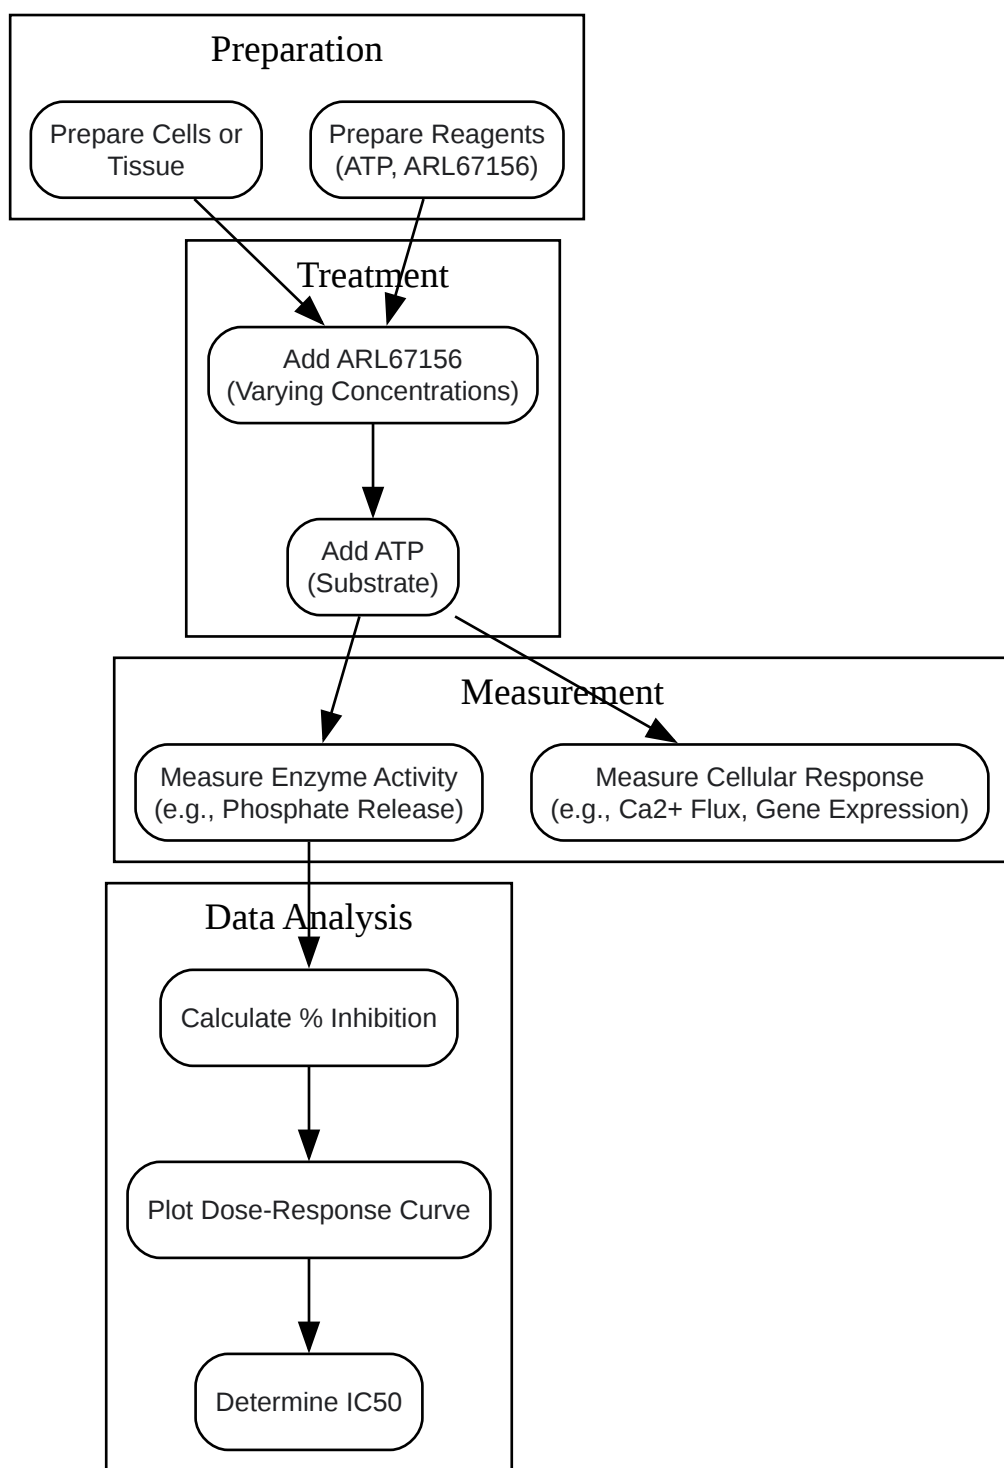 Preparation
Prepare Cells or
Tissue
Prepare Reagents
(ATP, ARL67156)
Treatment
Add ARL67156
(Varying Concentrations)
Add ATP
(Substrate)
Measurement
Measure Enzyme Activity
(e.g., Phosphate Release)
Measure Cellular Response
(e.g., Ca2+ Flux, Gene Expression)
Data Analysis
Calculate % Inhibition
Plot Dose-Response Curve
Determine IC50